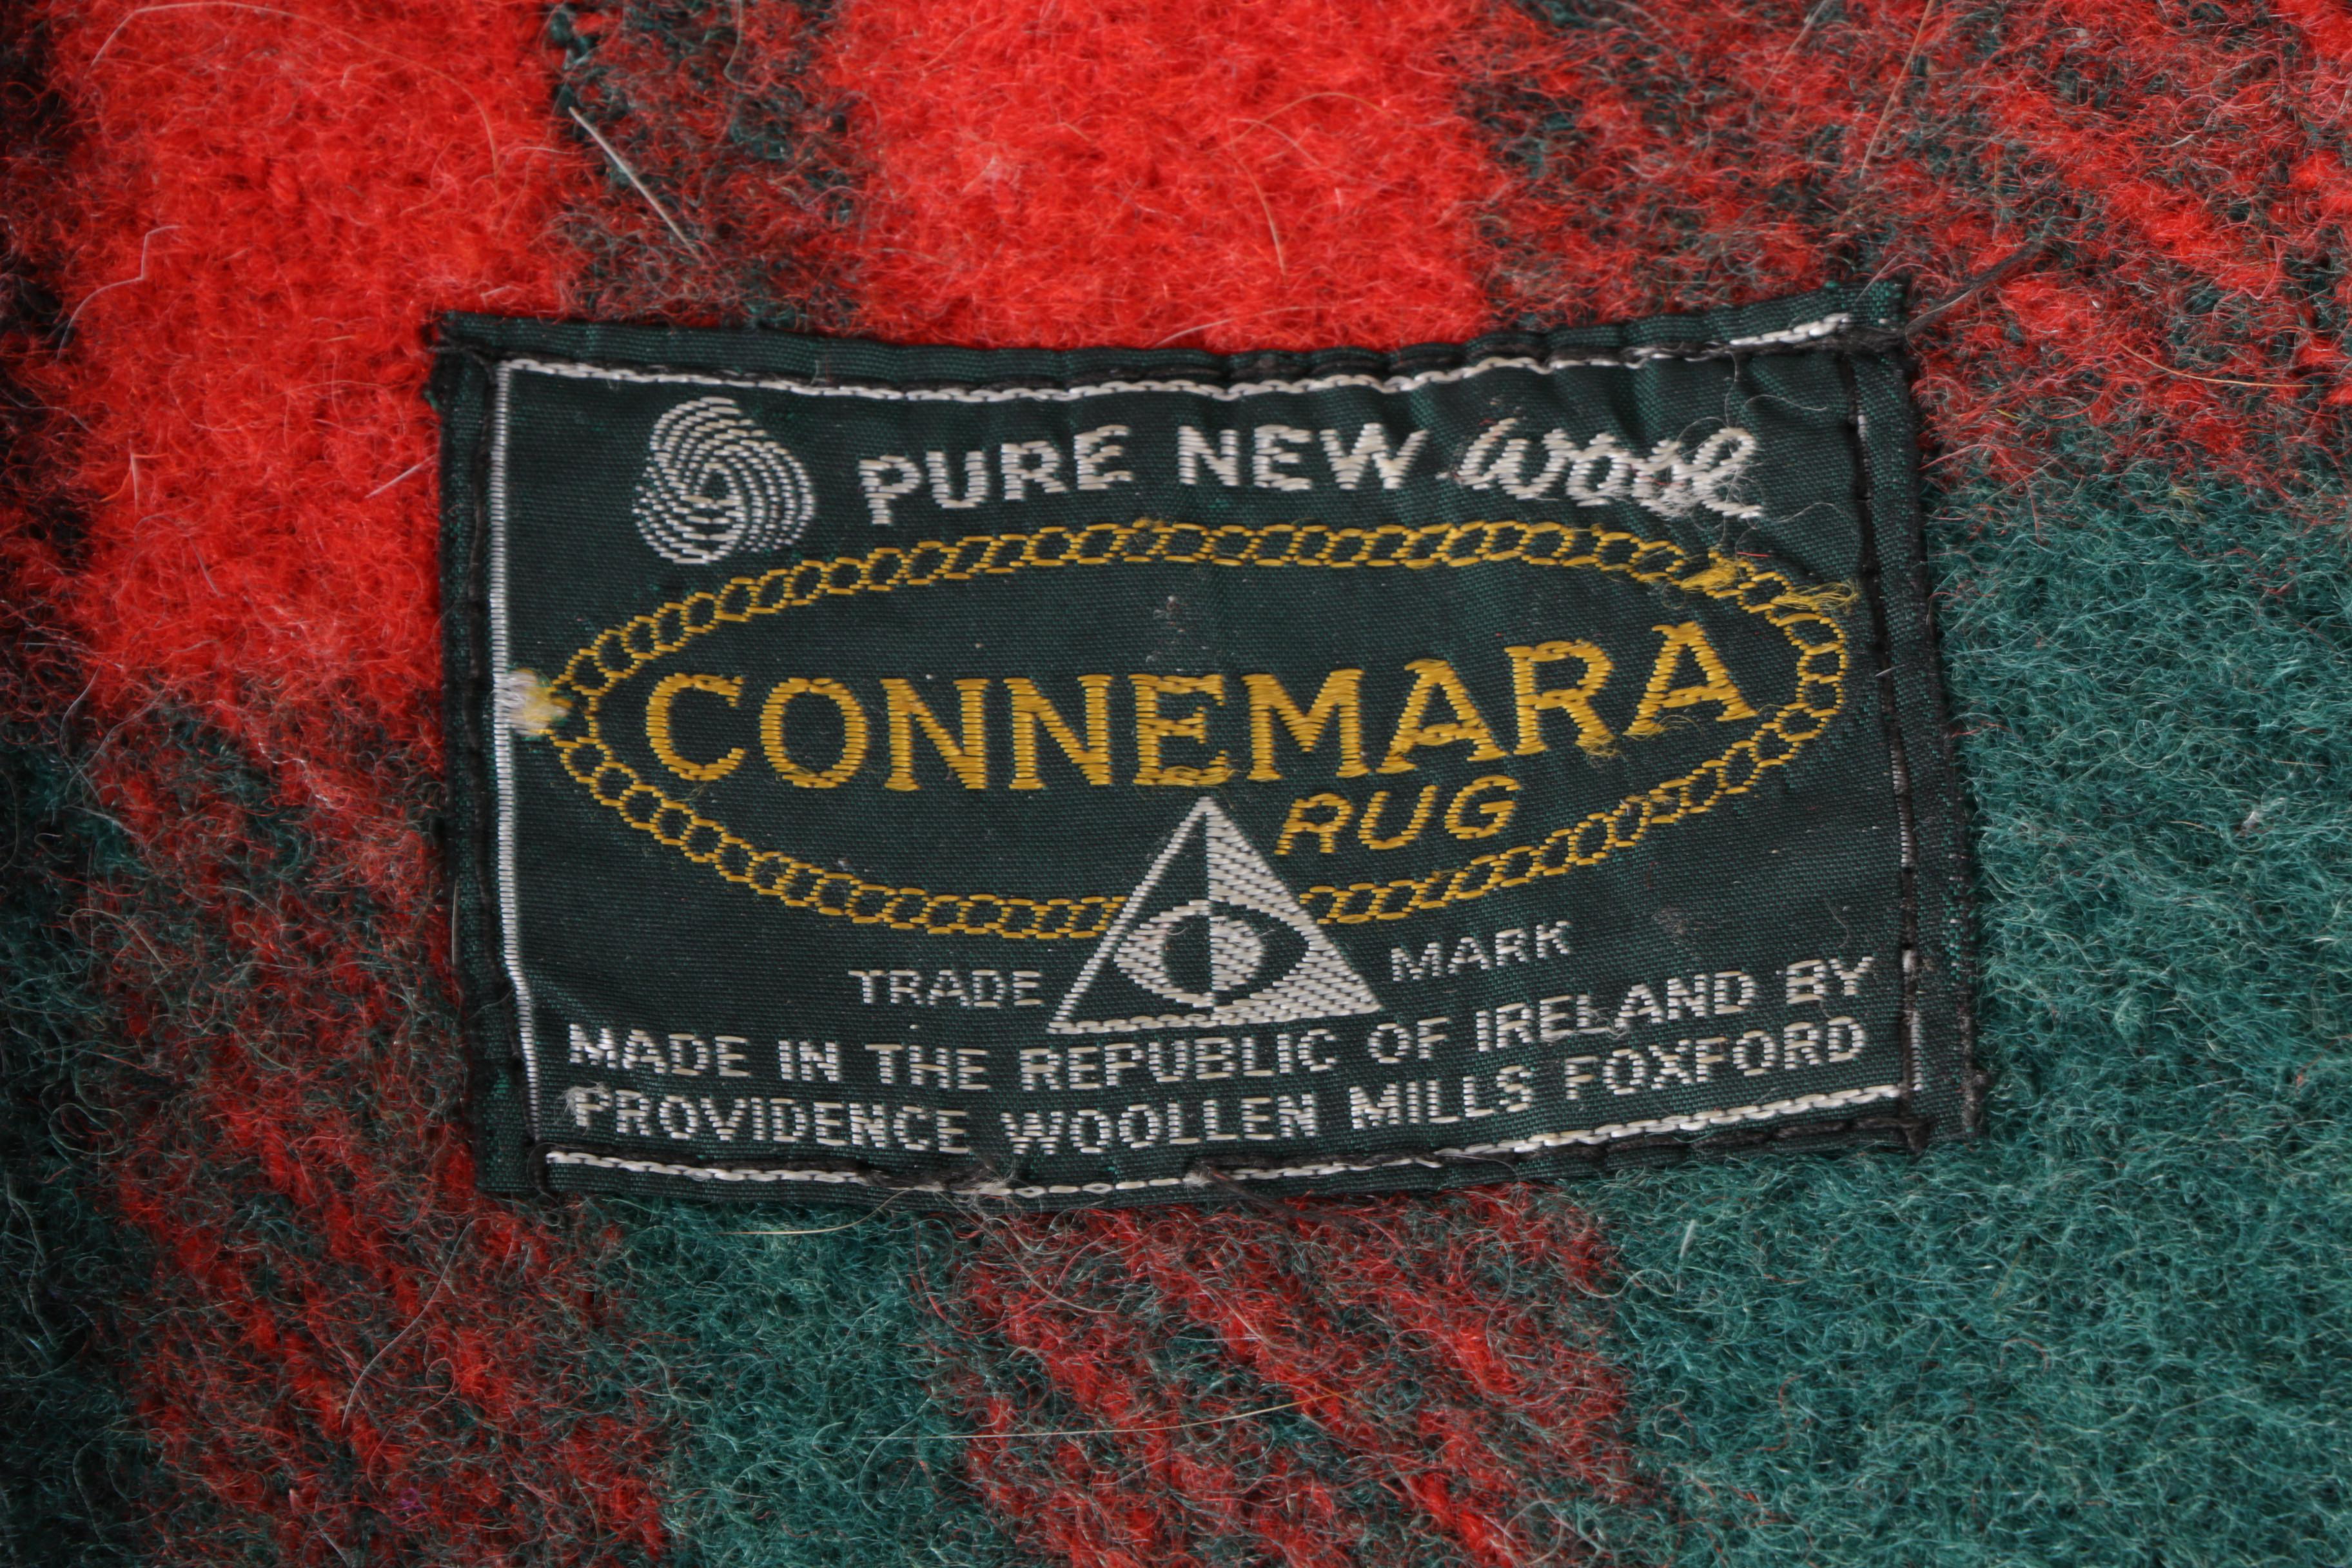 PURE NEW wool
CONNEMARA
RUG
TRADE MARK
MADE IN THE REPUBLIC OF IRELAND BY
PROVIDENCE WOOLLEN MILLS FOXFORD